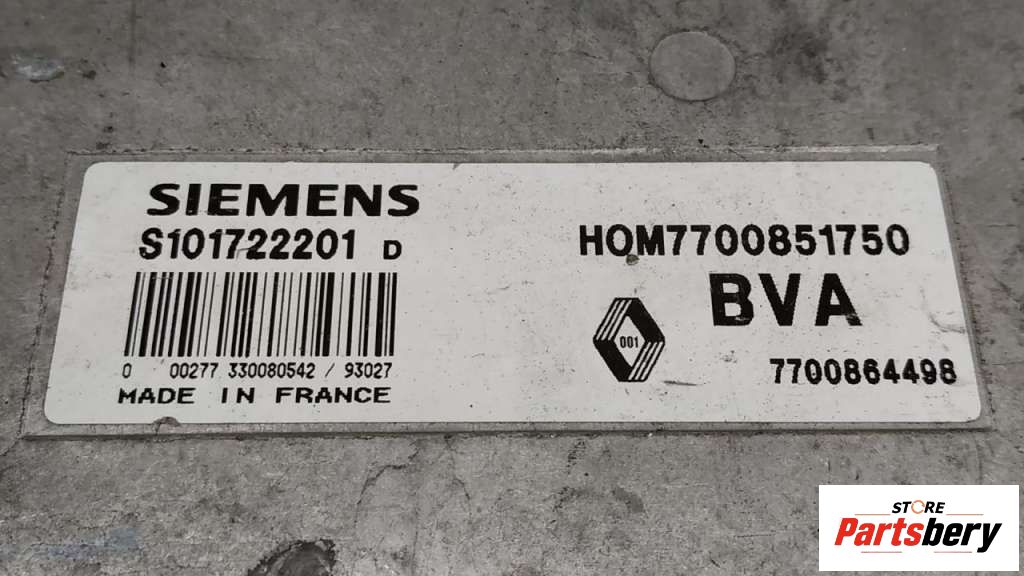 SIEMENS
S101722201 D
0 00277 330080542 / 93027
MADE IN FRANCE
HOM7700851750
BVA
001
7700864498
STORE
Partsbery